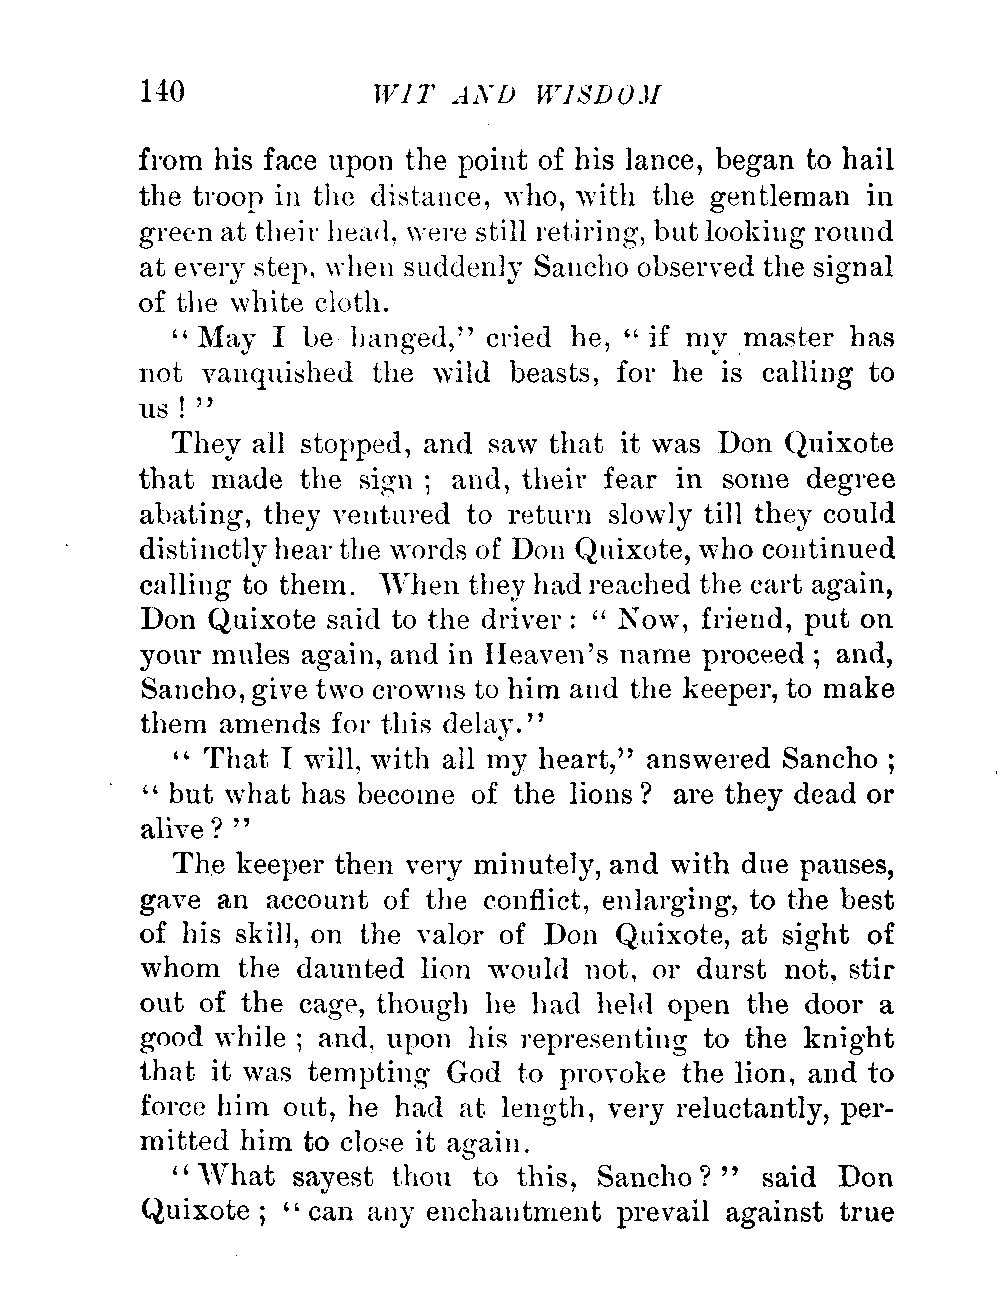 140 WIT AND WISDOM
from his face upon the point of his lance, began to hail
the troop in the distance, who, with the gentleman in
green at their head, were still retiring, but looking round
at every step, when suddenly Sancho observed the signal
of the white cloth.
“ May I be hanged,” cried he, “ if my master has
not vanquished the wild beasts, for he is calling to
us ! ”
They all stopped, and saw that it was Don Quixote
that made the sign ; and, their fear in some degree
abating, they ventured to return slowly till they could
distinctly hear the words of Don Quixote, who continued
calling to them. When they had reached the cart again,
Don Quixote said to the driver : “ Now, friend, put on
your mules again, and in Heaven’s name proceed ; and,
Sancho, give two crowns to him and the keeper, to make
them amends for this delay.”
“ That I will, with all my heart,” answered Sancho ;
“ but what has become of the lions ? are they dead or
alive ? ”
The keeper then very minutely, and with due pauses,
gave an account of the conflict, enlarging, to the best
of his skill, on the valor of Don Quixote, at sight of
whom the daunted lion would not, or durst not, stir
out of the cage, though he had held open the door a
good while ; and, upon his representing to the knight
that it was tempting God to provoke the lion, and to
force him out, he had at length, very reluctantly, per-
mitted him to close it again.
“ What sayest thou to this, Sancho ? ” said Don
Quixote ; “ can any enchantment prevail against true